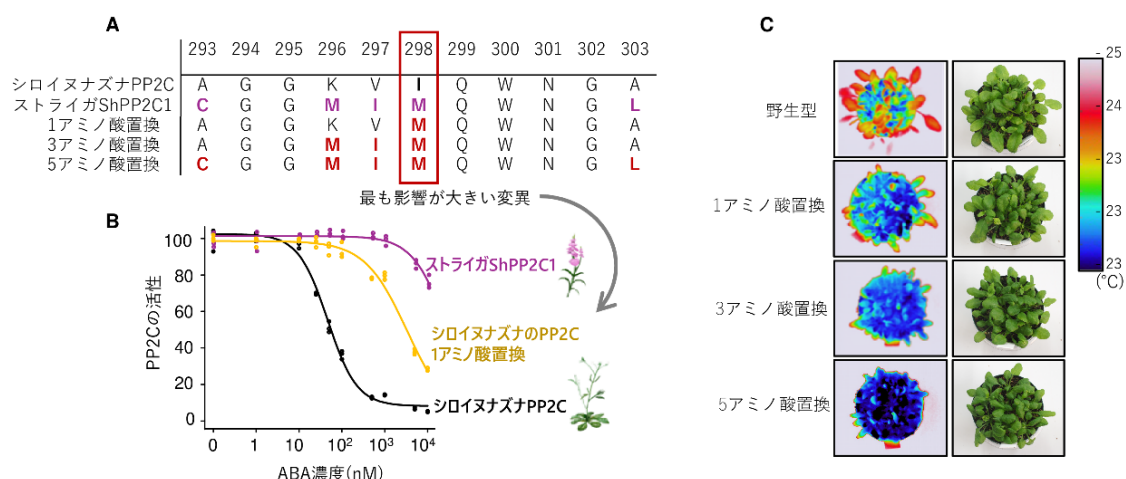 A
293 294 295 296 297 298 299 300 301 302 303
シロイヌナズナPP2C A G G K V I Q W N G A
ストライガShPP2C1 C G G M I M Q W N G L
1アミノ酸置換 A G G K V M Q W N G A
3アミノ酸置換 A G G M I M Q W N G A
5アミノ酸置換 C G G M I M Q W N G L
最も影響が大きい変異
B
PP2Cの活性
100
80
60
40
20
0
0 1 10 10² 10³ 10⁴
ABA濃度(nM)
ストライガShPP2C1
シロイヌナズナのPP2C
1アミノ酸置換
シロイヌナズナPP2C
C
野生型
1アミノ酸置換
3アミノ酸置換
5アミノ酸置換
- 25
- 24
- 23
- 23
23
(°C)